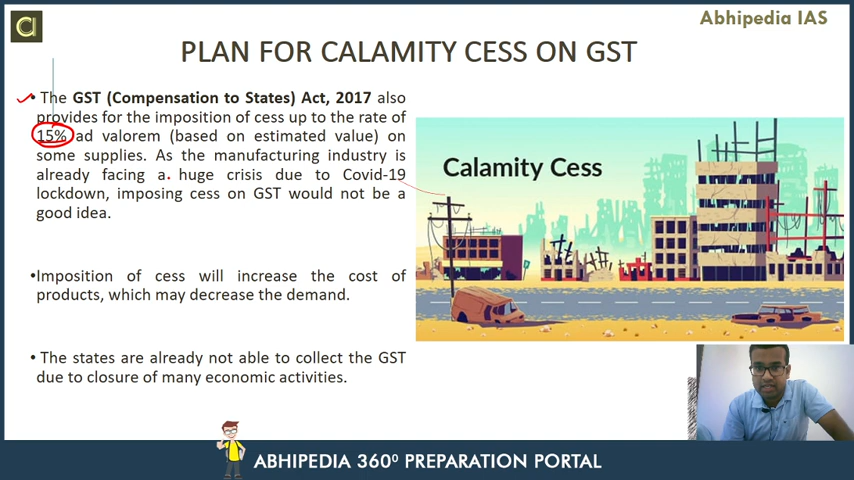 Abhipedia IAS
a
PLAN FOR CALAMITY CESS ON GST
• The GST (Compensation to States) Act, 2017 also
provides for the imposition of cess up to the rate of
15% ad valorem (based on estimated value) on
some supplies. As the manufacturing industry is
already facing a huge crisis due to Covid-19
lockdown, imposing cess on GST would not be a
good idea.
Calamity Cess
•Imposition of cess will increase the cost of
products, which may decrease the demand.
• The states are already not able to collect the GST
due to closure of many economic activities.
ABHIPEDIA 360⁰ PREPARATION PORTAL